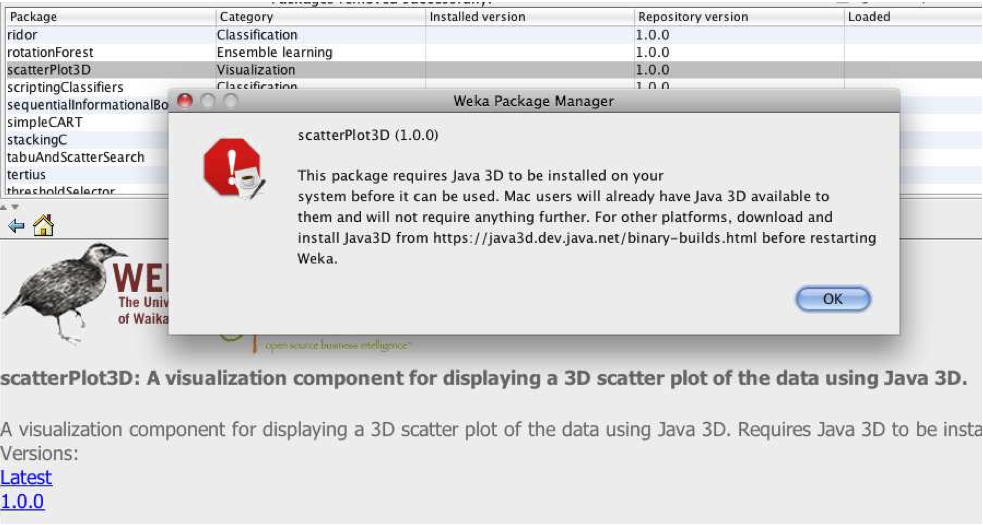 Packages removed successfully.
Package Category Installed version Repository version Loaded
ridor Classification 1.0.0
rotationForest Ensemble learning 1.0.0
scatterPlot3D Visualization 1.0.0
scriptingClassifiers Classification 1.0.0
sequentialInformationalBo
simpleCART
stackingC
tabuAndScatterSearch
tertius
thresholdSelector
Weka Package Manager
scatterPlot3D (1.0.0)
This package requires Java 3D to be installed on your
system before it can be used. Mac users will already have Java 3D available to
them and will not require anything further. For other platforms, download and
install Java3D from https://java3d.dev.java.net/binary-builds.html before restarting
Weka.
OK
WE
The Univ
of Waika
open source business intelligence™
scatterPlot3D: A visualization component for displaying a 3D scatter plot of the data using Java 3D.
A visualization component for displaying a 3D scatter plot of the data using Java 3D. Requires Java 3D to be insta
Versions:
Latest
1.0.0